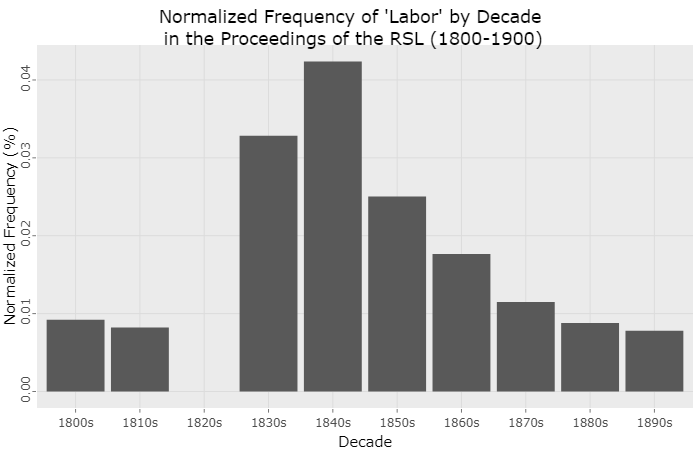 Normalized Frequency of 'Labor' by Decade
in the Proceedings of the RSL (1800-1900)
Normalized Frequency (%)
0.04
0.03
0.02
0.01
0.00
1800s 1810s 1820s 1830s 1840s 1850s 1860s 1870s 1880s 1890s
Decade